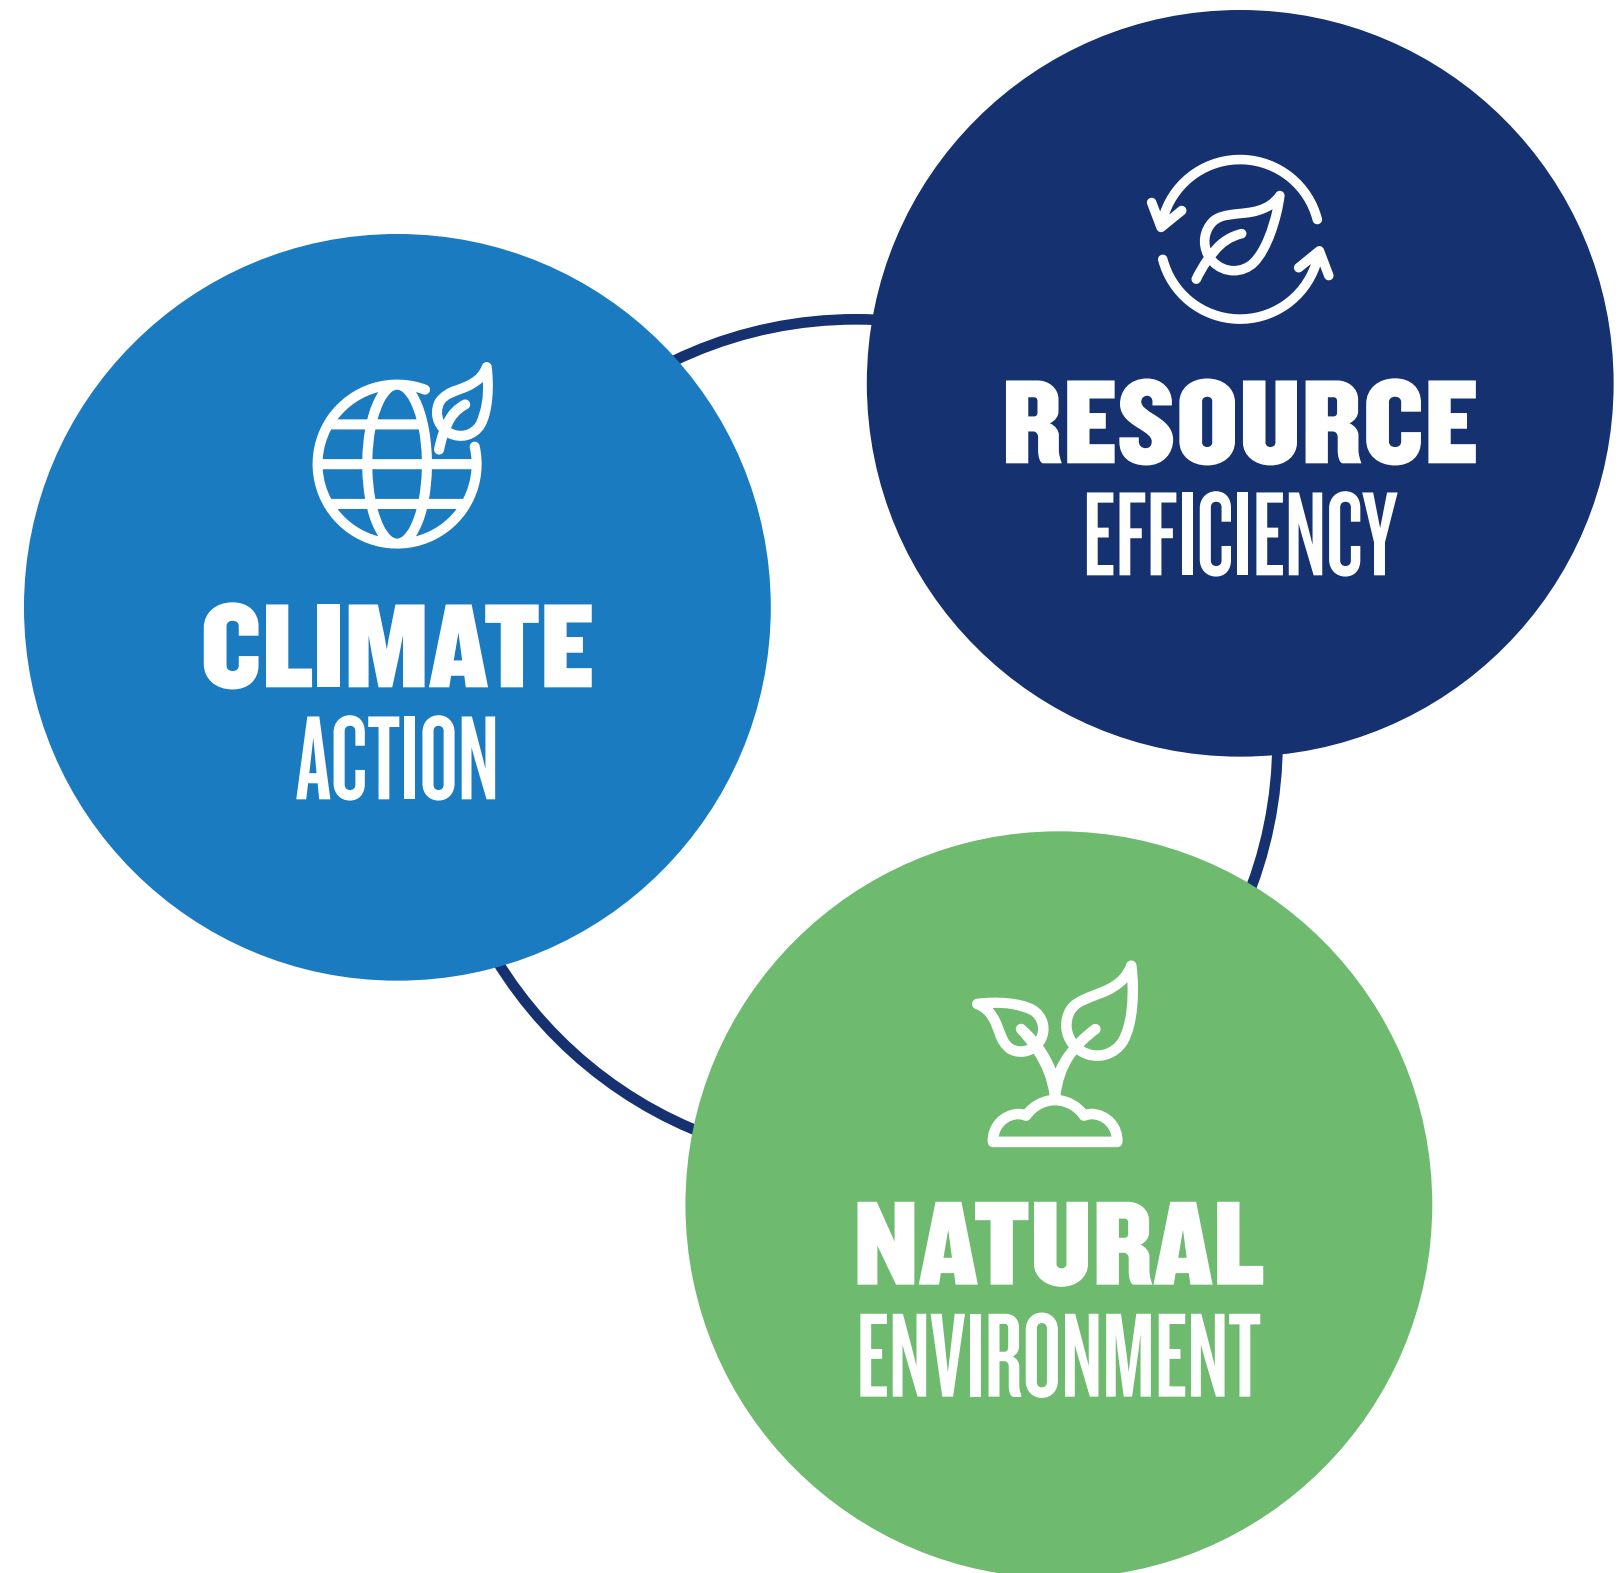 CLIMATE
ACTION
RESOURCE
EFFICIENCY
NATURAL
ENVIRONMENT